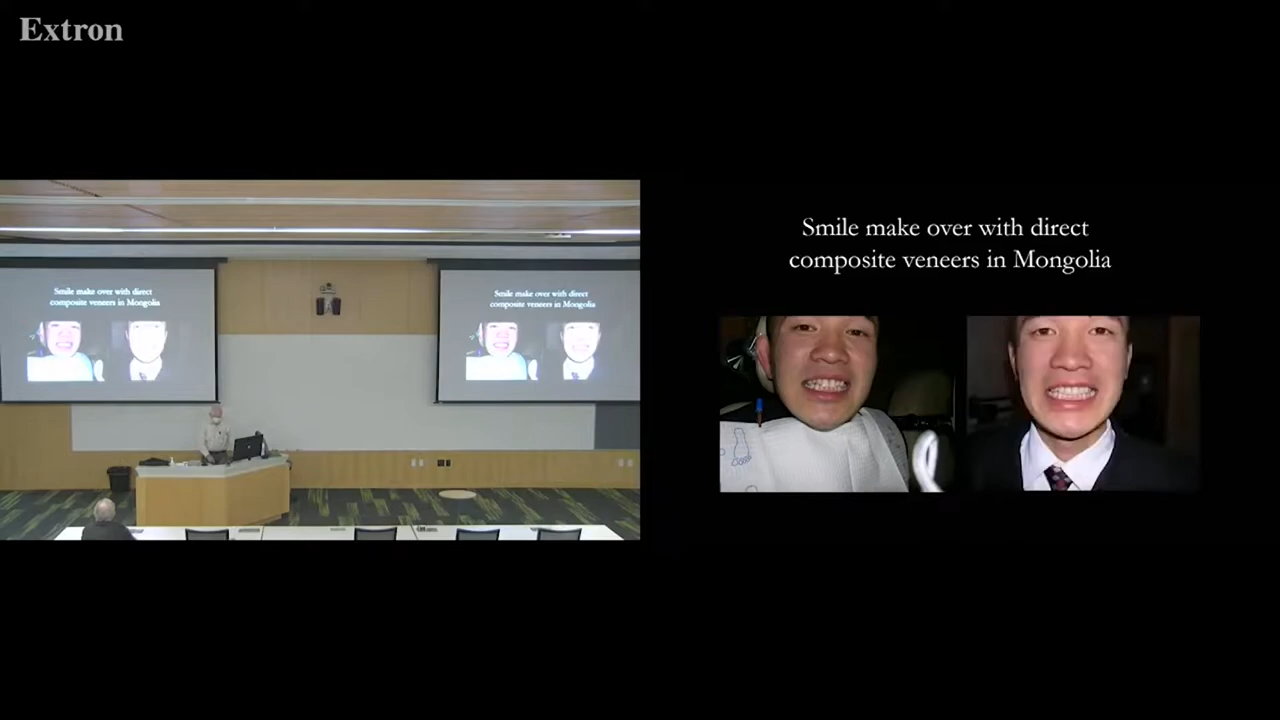 Extron
Smile make over with direct
composite veneers in Mongolia
Smile make over with direct
composite veneers in Mongolia
Smile make over with direct
composite veneers in Mongolia